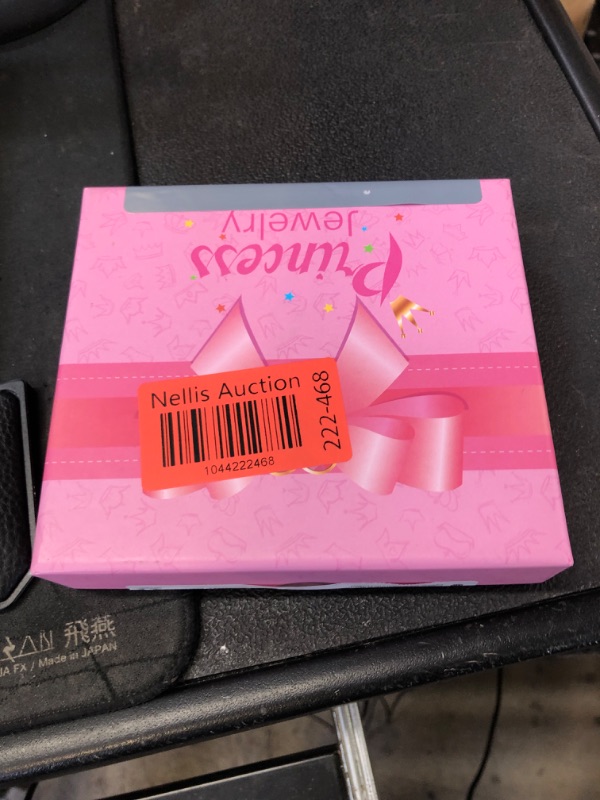 Princess
Jewelry
Nellis Auction
1044222468
222-468
飛燕
FX / Made in JAPAN